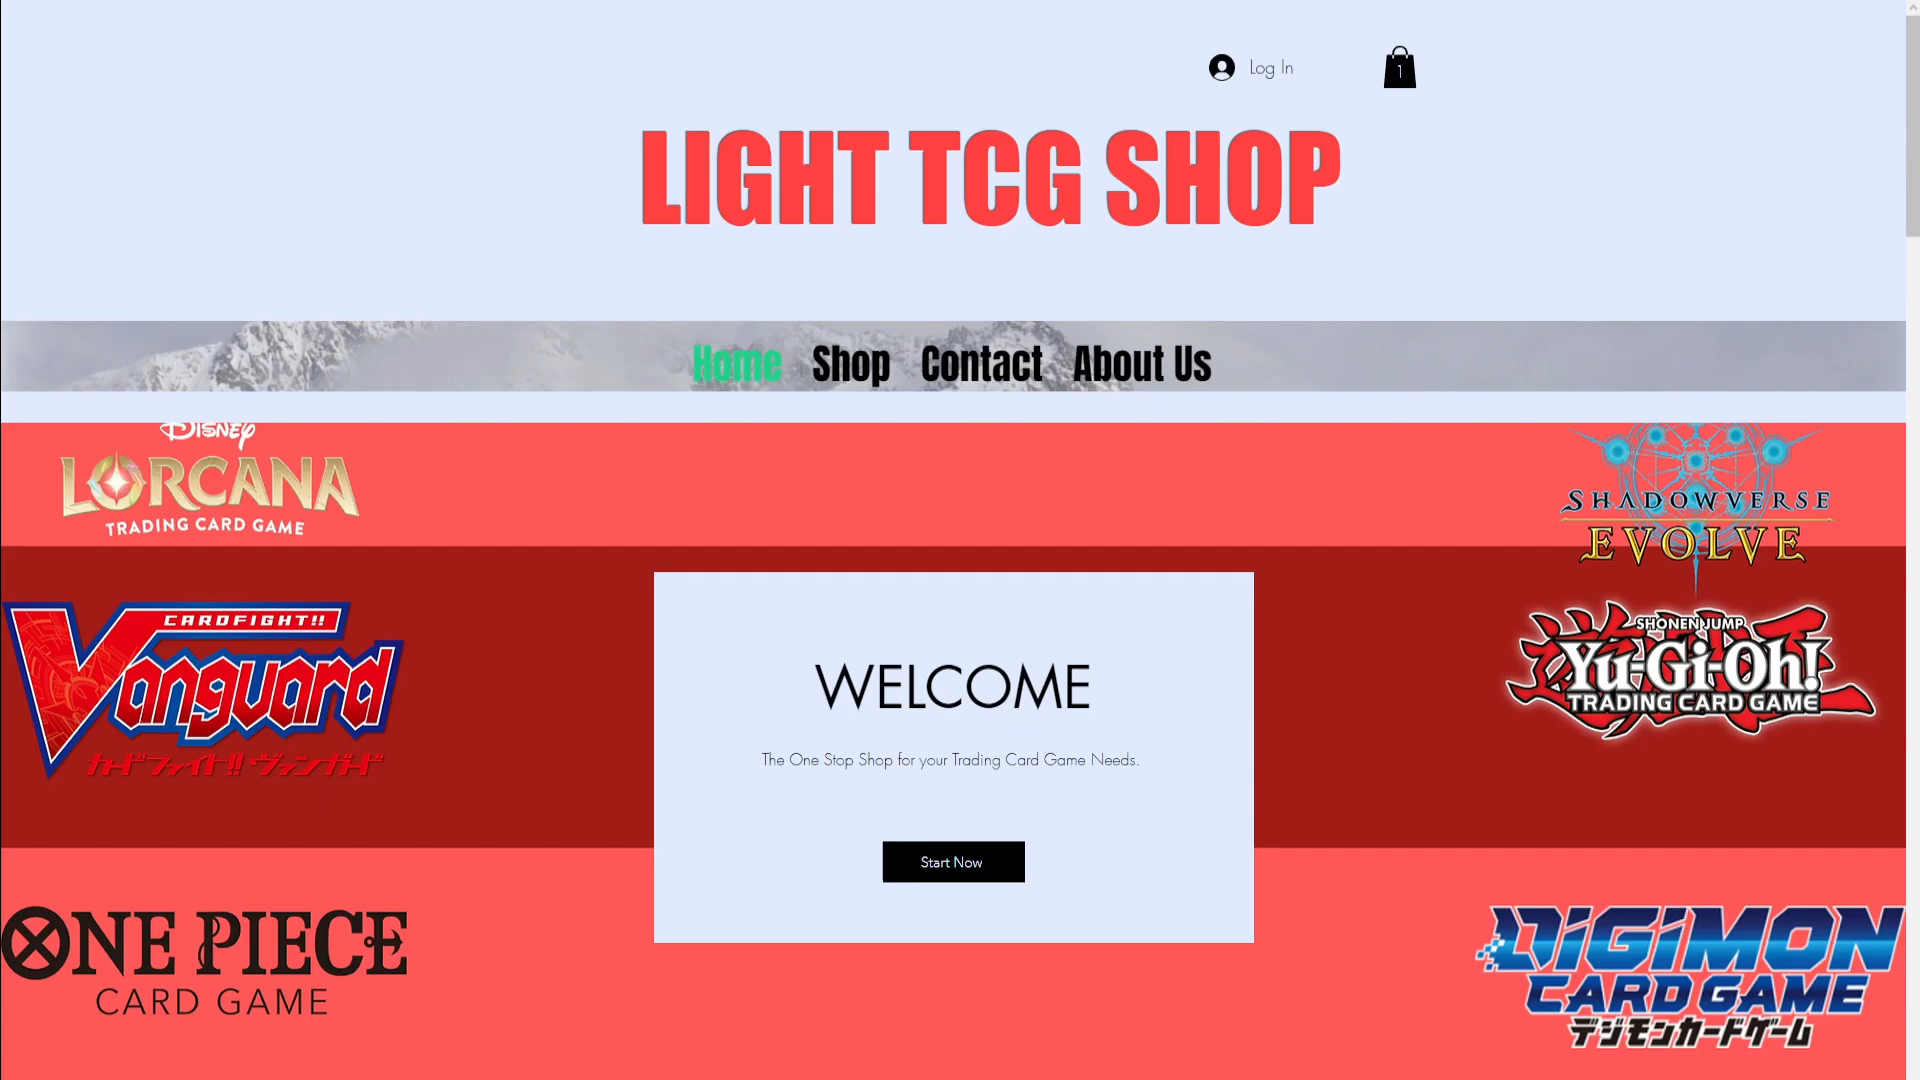 Log In
1
LIGHT TCG SHOP
Home Shop Contact About Us
DISNEY
LORCANA
TRADING CARD GAME
SHADOWVERSE
EVOLVE
CARDFIGHT!!
Vanguard
カードファイト!! ヴァンガード
遊戯王
SHONEN JUMP
Yu-Gi-Oh!
TRADING CARD GAME
WELCOME
The One Stop Shop for your Trading Card Game Needs.
Start Now
ONE PIECE
CARD GAME
DIGIMON
CARD GAME
デジモンカードゲーム